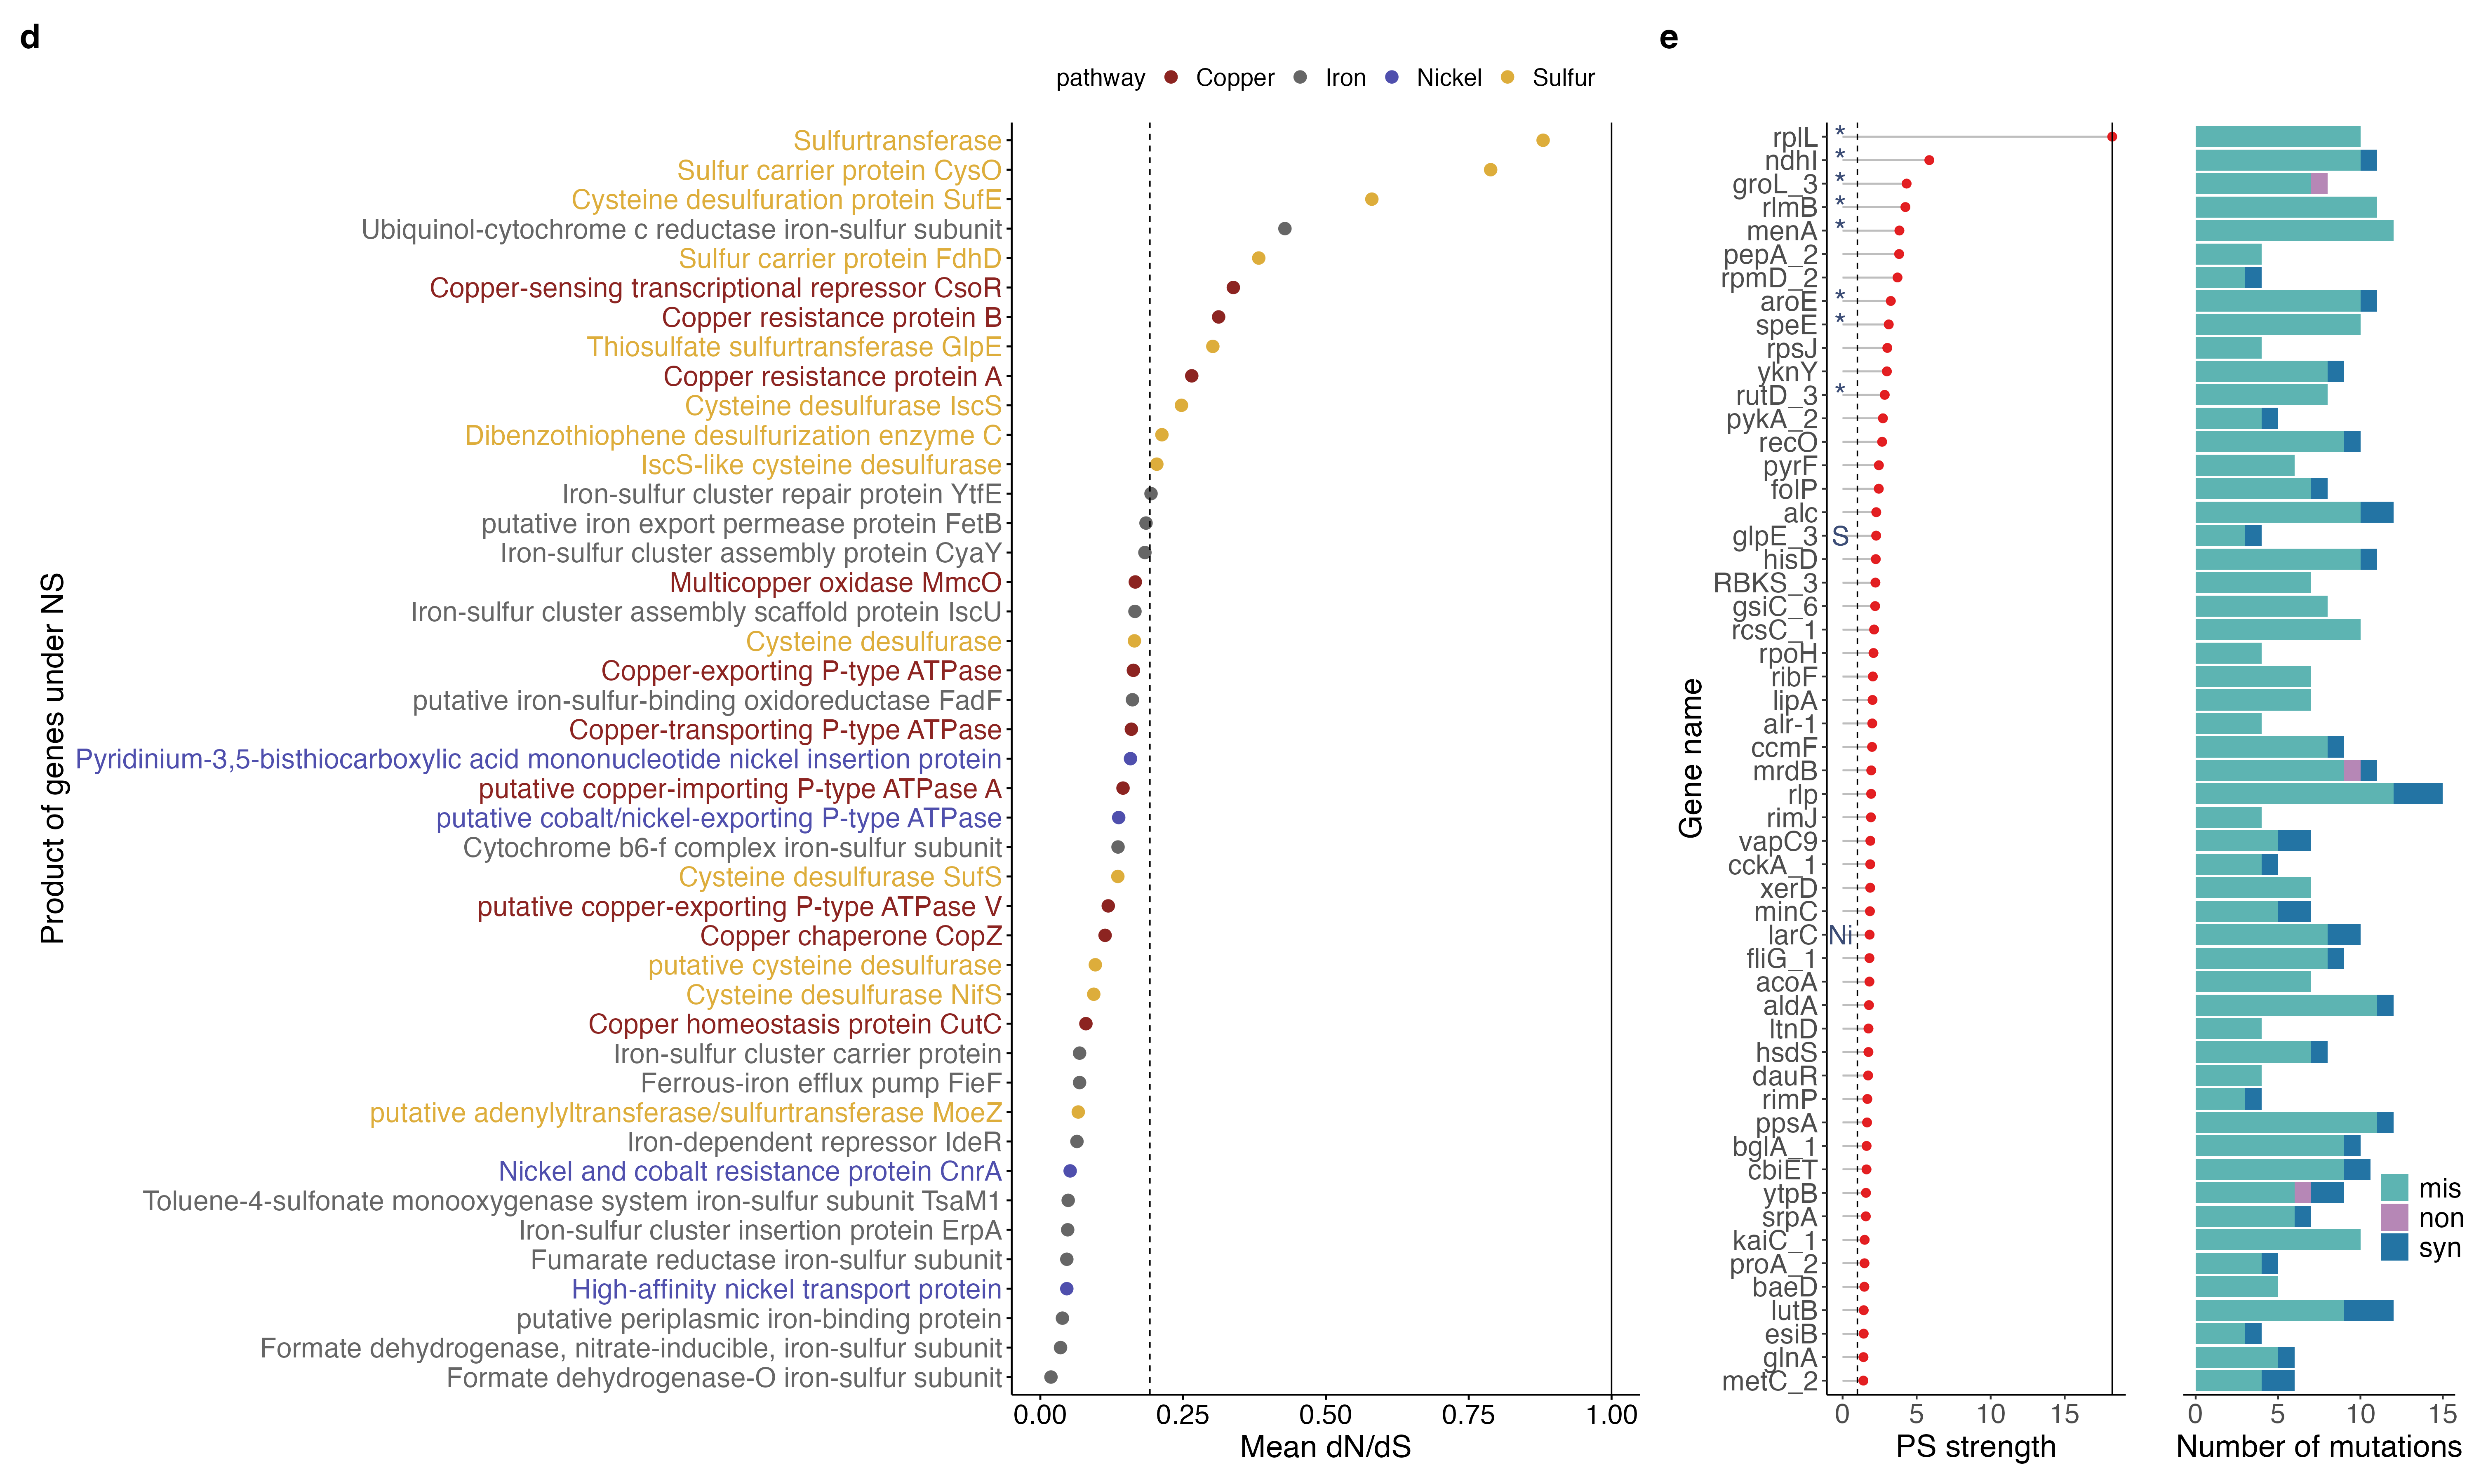 d
pathway Copper Iron Nickel Sulfur
Product of genes under NS
Sulfurtransferase
Sulfur carrier protein CysO
Cysteine desulfuration protein SufE
Ubiquinol-cytochrome c reductase iron-sulfur subunit
Sulfur carrier protein FdhD
Copper-sensing transcriptional repressor CsoR
Copper resistance protein B
Thiosulfate sulfurtransferase GlpE
Copper resistance protein A
Cysteine desulfurase IscS
Dibenzothiophene desulfurization enzyme C
IscS-like cysteine desulfurase
Iron-sulfur cluster repair protein YtfE
putative iron export permease protein FetB
Iron-sulfur cluster assembly protein CyaY
Multicopper oxidase MmcO
Iron-sulfur cluster assembly scaffold protein IscU
Cysteine desulfurase
Copper-exporting P-type ATPase
putative iron-sulfur-binding oxidoreductase FadF
Copper-transporting P-type ATPase
Pyridinium-3,5-bisthiocarboxylic acid mononucleotide nickel insertion protein
putative copper-importing P-type ATPase A
putative cobalt/nickel-exporting P-type ATPase
Cytochrome b6-f complex iron-sulfur subunit
Cysteine desulfurase SufS
putative copper-exporting P-type ATPase V
Copper chaperone CopZ
putative cysteine desulfurase
Cysteine desulfurase NifS
Copper homeostasis protein CutC
Iron-sulfur cluster carrier protein
Ferrous-iron efflux pump FieF
putative adenylyltransferase/sulfurtransferase MoeZ
Iron-dependent repressor IdeR
Nickel and cobalt resistance protein CnrA
Toluene-4-sulfonate monooxygenase system iron-sulfur subunit TsaM1
Iron-sulfur cluster insertion protein ErpA
Fumarate reductase iron-sulfur subunit
High-affinity nickel transport protein
putative periplasmic iron-binding protein
Formate dehydrogenase, nitrate-inducible, iron-sulfur subunit
Formate dehydrogenase-O iron-sulfur subunit
0.00 0.25 0.50 0.75 1.00
Mean dN/dS
e
Gene name
rplL *
ndhI *
groL_3 *
rlmB *
menA *
pepA_2
rpmD_2
aroE *
speE *
rpsJ
yknY
rutD_3 *
pykA_2
recO
pyrF
folP
alc
glpE_3 S
hisD
RBKS_3
gsiC_6
rcsC_1
rpoH
ribF
lipA
alr-1
ccmF
mrdB
rlp
rimJ
vapC9
cckA_1
xerD
minC
larC Ni
fliG_1
acoA
aldA
ltnD
hsdS
dauR
rimP
ppsA
bglA_1
cbiET
ytpB
srpA
kaiC_1
proA_2
baeD
lutB
esiB
glnA
metC_2
0 5 10 15
PS strength
mis
non
syn
0 5 10 15
Number of mutations